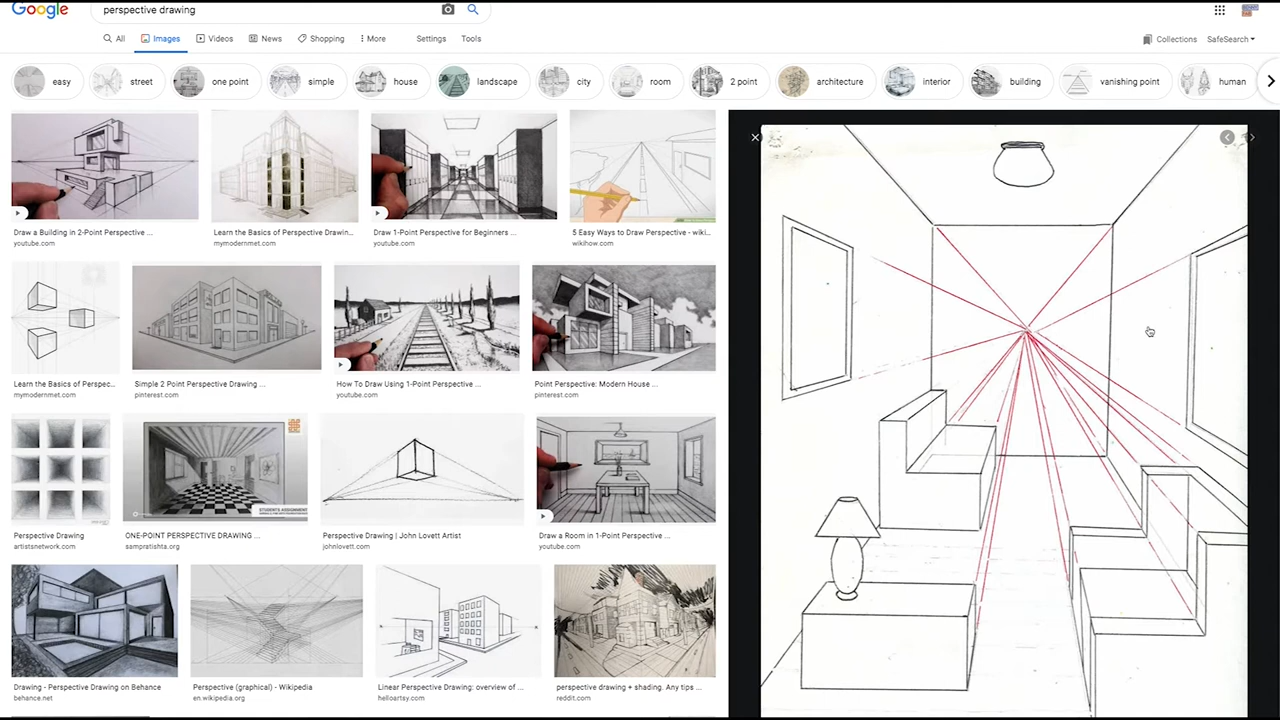 Google
perspective drawing
All Images Videos News Shopping More Settings Tools
Collections SafeSearch
easy street one point simple house landscape city room 2 point architecture interior building vanishing point human
Draw a Building in 2-Point Perspective ...
youtube.com
Learn the Basics of Perspective Drawin...
mymodernmet.com
Draw 1-Point Perspective for Beginners ...
youtube.com
5 Easy Ways to Draw Perspective - wiki...
wikihow.com
Learn the Basics of Perspec...
mymodernmet.com
Simple 2 Point Perspective Drawing ...
pinterest.com
How To Draw Using 1-Point Perspective ...
youtube.com
Point Perspective: Modern House ...
pinterest.com
Perspective Drawing
artistsnetwork.com
ONE-POINT PERSPECTIVE DRAWING ...
sampratishta.org
Perspective Drawing | John Lovett Artist
johnlovett.com
Draw a Room in 1-Point Perspective ...
youtube.com
Drawing - Perspective Drawing on Behance
behance.net
Perspective (graphical) - Wikipedia
en.wikipedia.org
Linear Perspective Drawing: overview of ...
helloartsy.com
perspective drawing + shading. Any tips ...
reddit.com